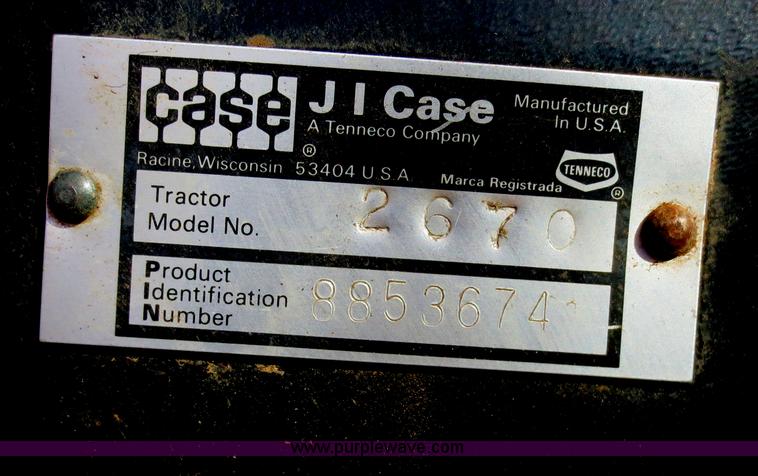 case J I Case Manufactured
In U.S.A.
A Tenneco Company
®
Racine, Wisconsin 53404 U.S.A. Marca Registrada TENNECO ®
Tractor
Model No. 2670
Product
Identification
Number 8853674
www.purplewave.com